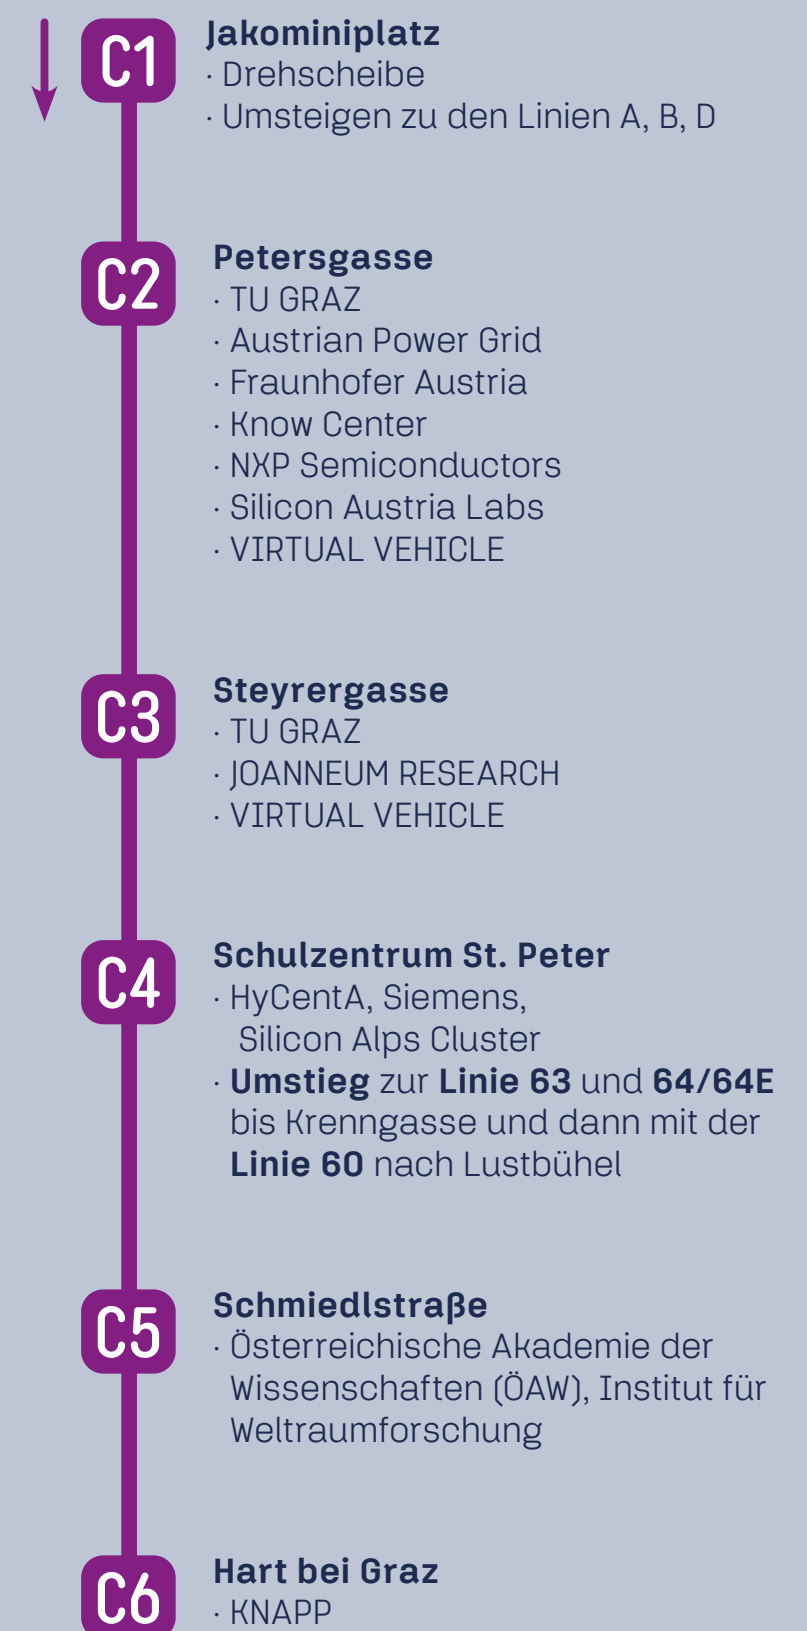 C1
Jakominiplatz
· Drehscheibe
· Umsteigen zu den Linien A, B, D
C2
Petersgasse
· TU GRAZ
· Austrian Power Grid
· Fraunhofer Austria
· Know Center
· NXP Semiconductors
· Silicon Austria Labs
· VIRTUAL VEHICLE
C3
Steyrergasse
· TU GRAZ
· JOANNEUM RESEARCH
· VIRTUAL VEHICLE
C4
Schulzentrum St. Peter
· HyCentA, Siemens,
Silicon Alps Cluster
· Umstieg zur Linie 63 und 64/64E
bis Krenngasse und dann mit der
Linie 60 nach Lustbühel
C5
Schmiedlstraße
· Österreichische Akademie der
Wissenschaften (ÖAW), Institut für
Weltraumforschung
C6
Hart bei Graz
· KNAPP